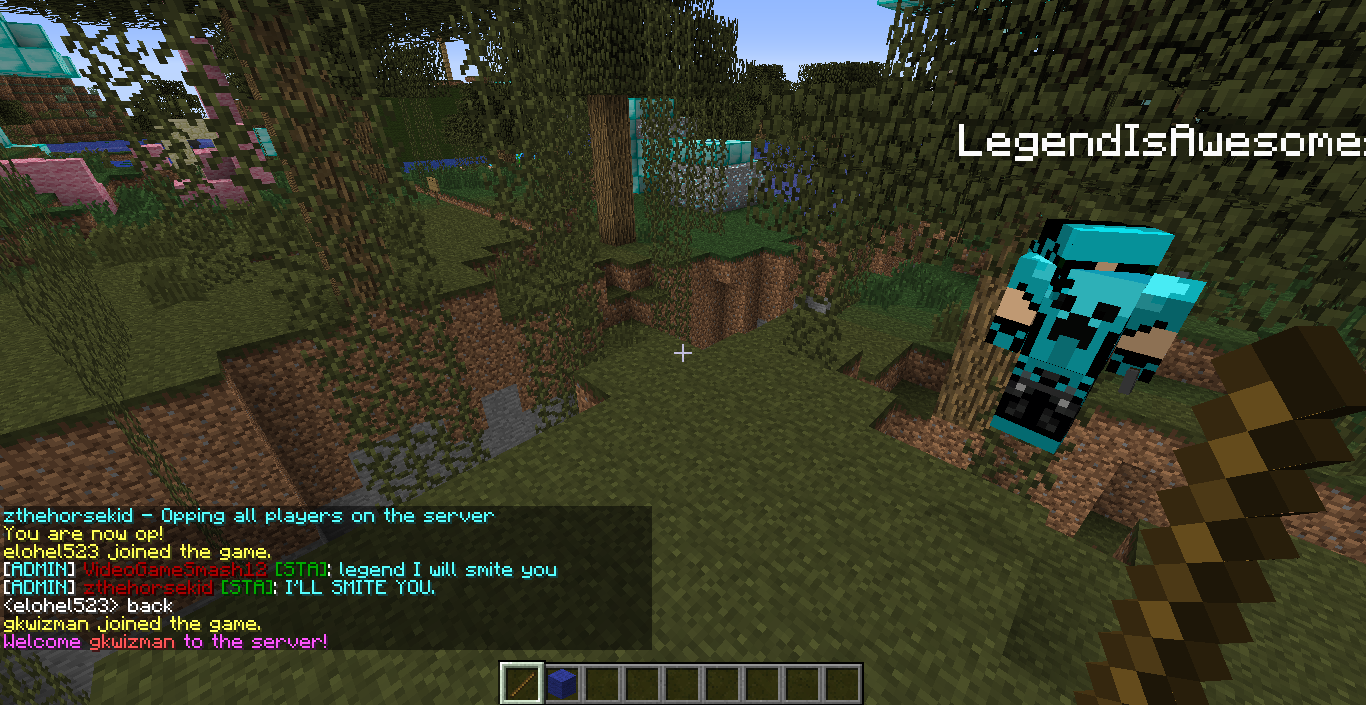 LegendIsAwesome
zthehorsekid - Opping all players on the server
You are now op!
elohel523 joined the game.
[ADMIN] VideoGameSmash12 [STA]: legend I will smite you
[ADMIN] zthehorsekid [STA]: I'LL SMITE YOU.
<elohel523> back
gkwizman joined the game.
Welcome gkwizman to the server!